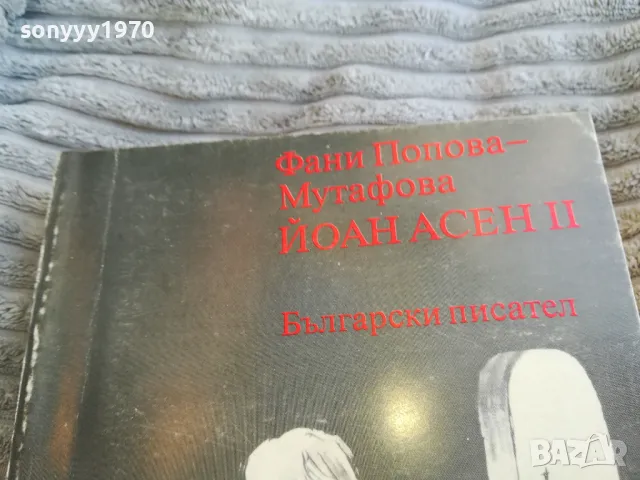 sonyyy1970
Фани Попова–
Мутафова
ЙОАН АСЕН II
Български писател
BAZAR